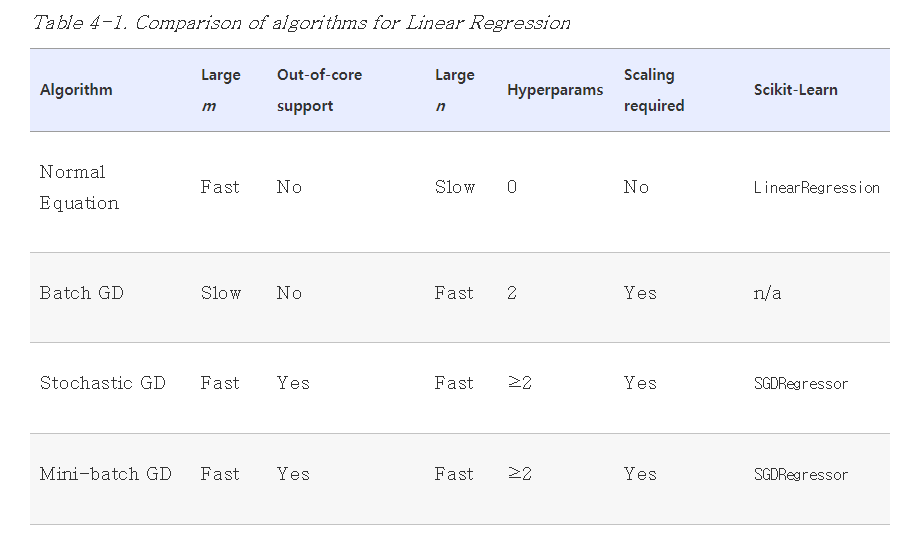 Table 4-1. Comparison of algorithms for Linear Regression
Algorithm Large m Out-of-core support Large n Hyperparams Scaling required Scikit-Learn
Normal Equation Fast No Slow 0 No LinearRegression
Batch GD Slow No Fast 2 Yes n/a
Stochastic GD Fast Yes Fast ≥2 Yes SGDRegressor
Mini-batch GD Fast Yes Fast ≥2 Yes SGDRegressor